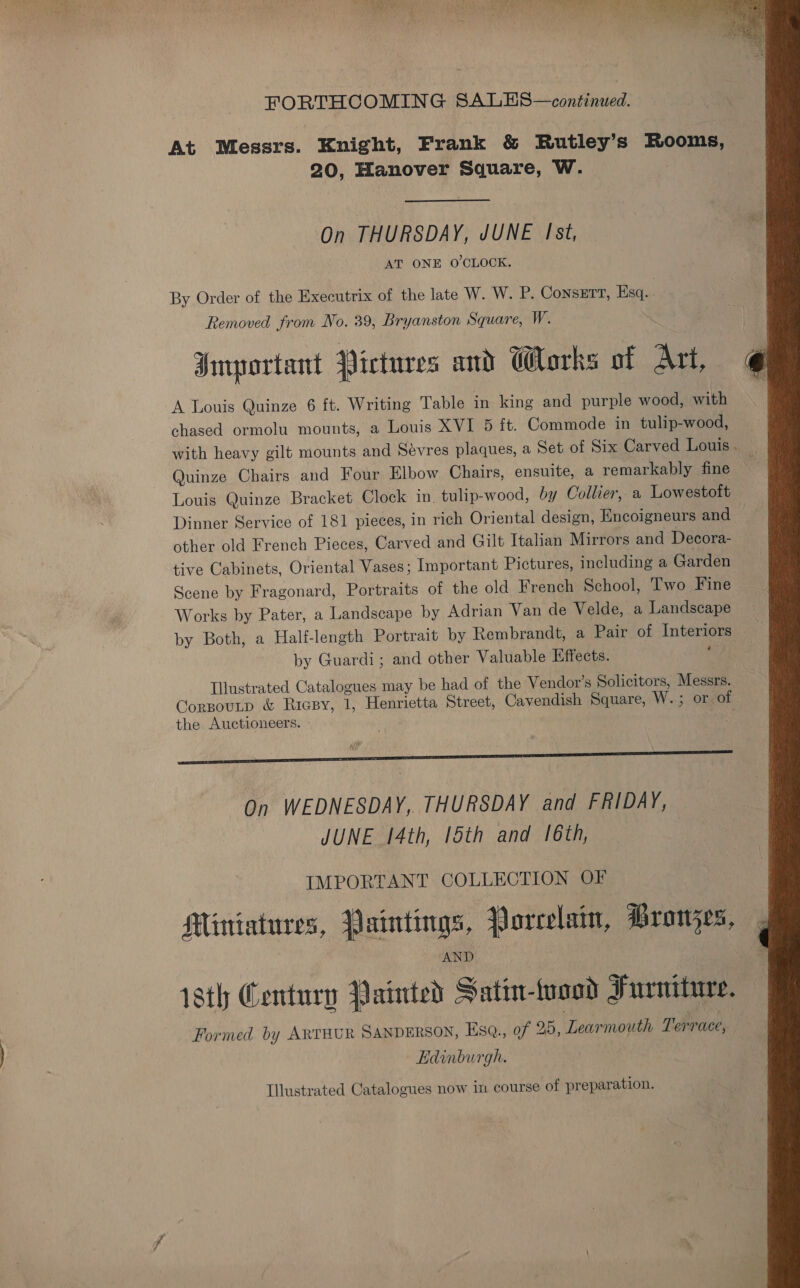 FORTHCOMING SALES—continued.
At Messrs. Knight, Frank & Rutley's Rooms,
20, Hanover Square, W.
On THURSDAY, JUNE 1st,
AT ONE O'CLOCK.
By Order of the Executrix of the late W. W. P. CONSETT, Esq.
Removed from No. 39, Bryanston Square, W.
Important Pictures and Works of Art,
A Louis Quinze 6 ft. Writing Table in king and purple wood, with
chased ormolu mounts, a Louis XVI 5 ft. Commode in tulip-wood,
with heavy gilt mounts and Sèvres plaques, a Set of Six Carved Louis
Quinze Chairs and Four Elbow Chairs, ensuite, a remarkably fine
Louis Quinze Bracket Clock in tulip-wood, by Collier, a Lowestoft
Dinner Service of 181 pieces, in rich Oriental design, Encoigneurs and
other old French Pieces, Carved and Gilt Italian Mirrors and Decora-
tive Cabinets, Oriental Vases; Important Pictures, including a Garden
Scene by Fragonard, Portraits of the old French School, Two Fine
Works by Pater, a Landscape by Adrian Van de Velde, a Landscape
by Both, a Half-length Portrait by Rembrandt, a Pair of Interiors
by Guardi; and other Valuable Effects.
Illustrated Catalogues may be had of the Vendor's Solicitors, Messrs.
CORBOULD & RIGBY, 1, Henrietta Street, Cavendish Square, W.; or of
the Auctioneers.
On WEDNESDAY, THURSDAY and FRIDAY,
JUNE 14th, 15th and 16th,
IMPORTANT COLLECTION OF
Miniatures, Paintings, Porcelain, Bronzes,
AND
18th Century Painted Satin-wood Furniture.
Formed by ARTHUR SANDERSON, ESQ., of 25, Learmouth Terrace,
Edinburgh.
Illustrated Catalogues now in course of preparation.